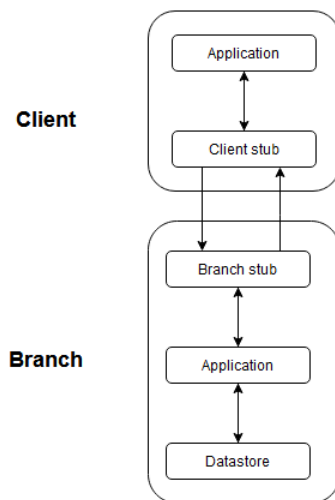 Application
Client
Client stub
Branch stub
Branch
Application
Datastore